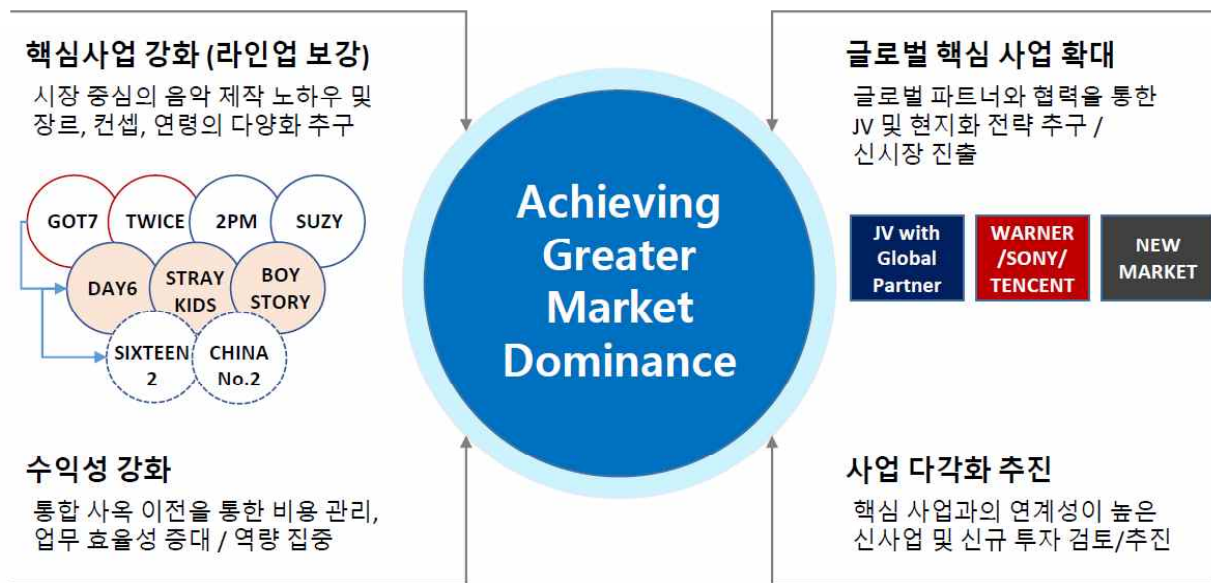 핵심사업 강화 (라인업 보강)
시장 중심의 음악 제작 노하우 및
장르, 컨셉, 연령의 다양화 추구
GOT7
TWICE
2PM
SUZY
DAY6
STRAY
KIDS
BOY
STORY
SIXTEEN
2
CHINA
No.2
Achieving
Greater
Market
Dominance
글로벌 핵심 사업 확대
글로벌 파트너와 협력을 통한
JV 및 현지화 전략 추구 /
신시장 진출
JV with
Global
Partner
WARNER
/SONY/
TENCENT
NEW
MARKET
수익성 강화
통합 사옥 이전을 통한 비용 관리,
업무 효율성 증대 / 역량 집중
사업 다각화 추진
핵심 사업과의 연계성이 높은
신사업 및 신규 투자 검토/추진